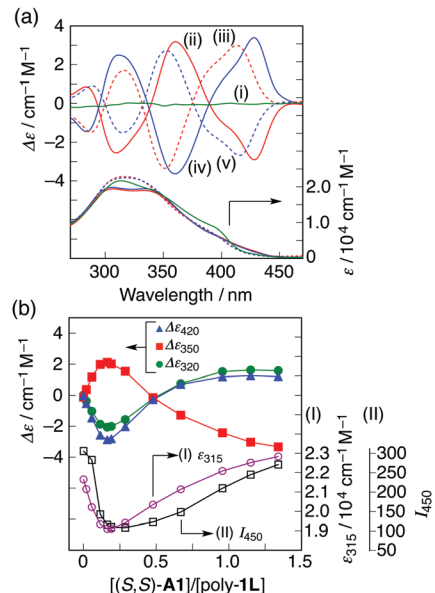 (a)
4
2
0
-2
-4
Δε / cm⁻¹M⁻¹
(ii)
(iii)
(i)
(iv)
(v)
2.0
1.0
0
ε / 10⁴ cm⁻¹ M⁻¹
300 350 400 450
Wavelength / nm
(b)
4
2
0
-2
-4
Δε / cm⁻¹M⁻¹
Δε₄₂₀
Δε₃₅₀
Δε₃₂₀
(I) ε₃₁₅
(II) I₄₅₀
(I) (II)
2.3 300
2.2 250
2.1 200
2.0 150
1.9 100
50
ε₃₁₅ / 10⁴ cm⁻¹ M⁻¹
I₄₅₀
0.0 0.5 1.0 1.5
[(S,S)-A1]/[poly-1L]